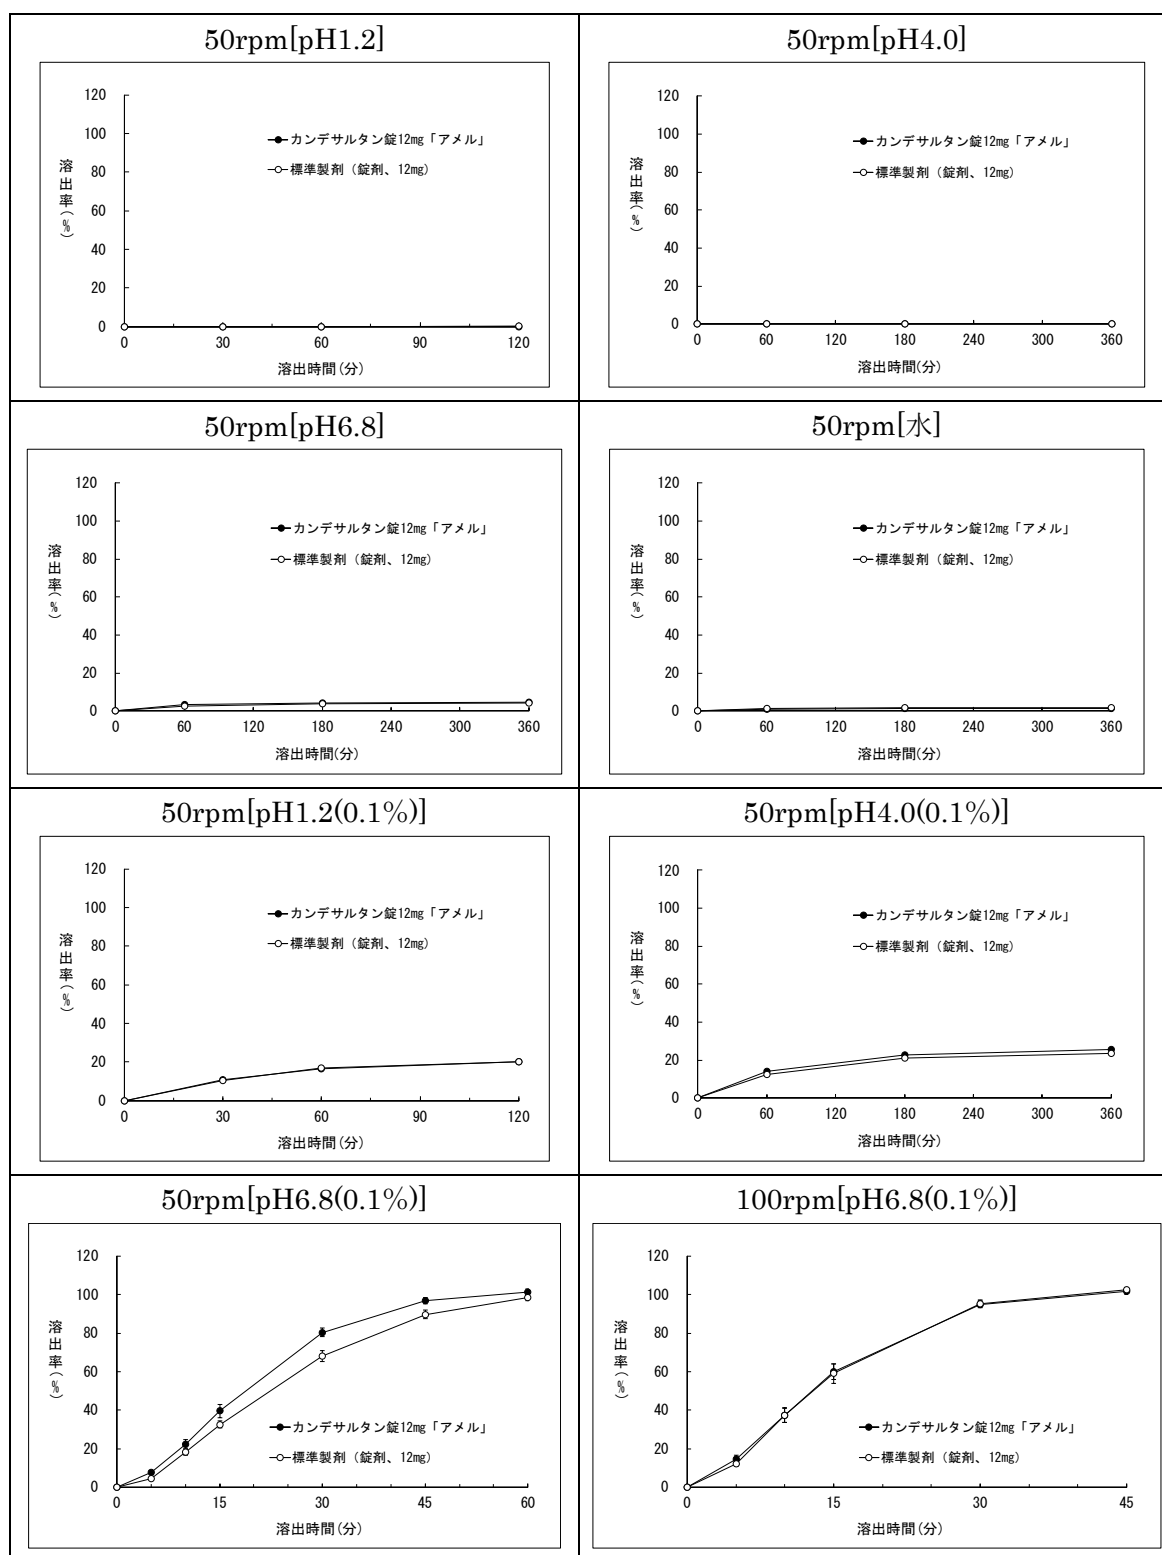 50rpm[pH1.2]
120
100
80
60
40
20
0
溶出率(%)
カンデサルタン錠12mg「アメル」
標準製剤（錠剤、12mg）
0 30 60 90 120
溶出時間(分)
50rpm[pH4.0]
120
100
80
60
40
20
0
溶出率(%)
カンデサルタン錠12mg「アメル」
標準製剤（錠剤、12mg）
0 60 120 180 240 300 360
溶出時間(分)
50rpm[pH6.8]
120
100
80
60
40
20
0
溶出率(%)
カンデサルタン錠12mg「アメル」
標準製剤（錠剤、12mg）
0 60 120 180 240 300 360
溶出時間(分)
50rpm[水]
120
100
80
60
40
20
0
溶出率(%)
カンデサルタン錠12mg「アメル」
標準製剤（錠剤、12mg）
0 60 120 180 240 300 360
溶出時間(分)
50rpm[pH1.2(0.1%)]
120
100
80
60
40
20
0
溶出率(%)
カンデサルタン錠12mg「アメル」
標準製剤（錠剤、12mg）
0 30 60 90 120
溶出時間(分)
50rpm[pH4.0(0.1%)]
120
100
80
60
40
20
0
溶出率(%)
カンデサルタン錠12mg「アメル」
標準製剤（錠剤、12mg）
0 60 120 180 240 300 360
溶出時間(分)
50rpm[pH6.8(0.1%)]
120
100
80
60
40
20
0
溶出率(%)
カンデサルタン錠12mg「アメル」
標準製剤（錠剤、12mg）
0 15 30 45 60
溶出時間(分)
100rpm[pH6.8(0.1%)]
120
100
80
60
40
20
0
溶出率(%)
カンデサルタン錠12mg「アメル」
標準製剤（錠剤、12mg）
0 15 30 45
溶出時間(分)